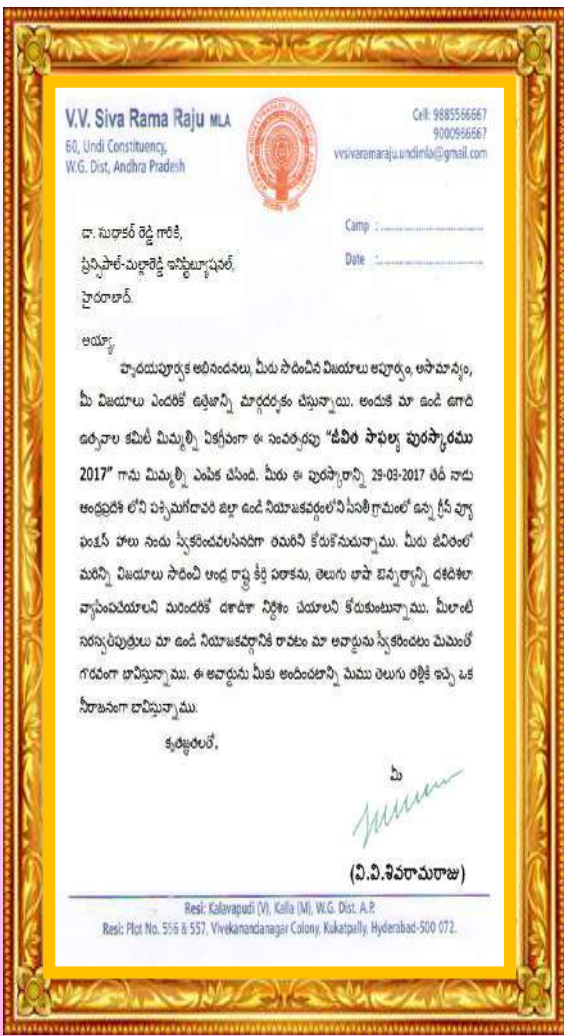 V.V. Siva Rama Raju MLA
60, Undi Constituency,
W.G. Dist, Andhra Pradesh
Cell: 9885566667
9000966667
vvsivaramaraju.undimla@gmail.com
Camp :
Date :
డా. సుధాకర్ రెడ్డి గారికి,
ప్రిన్సిపాల్-మల్లారెడ్డి ఇనిస్టిట్యూషనల్,
హైదరాబాద్.
అయ్యా,
హృదయపూర్వక అభినందనలు, మీరు సాదించిన విజయాలు అపూర్వం, అసామాన్యం,
మీ విజయాలు ఎందరికో ఉత్తేజాన్ని మార్గదర్శకం చేస్తున్నాయి. అందుకే మా ఉండి ఉగాది
ఉత్సవాల కమిటీ మిమ్మల్ని ఏకగ్రీవంగా ఈ సంవత్సరపు "జీవిత సాఫల్య పురస్కారము
2017" గాను మిమ్మల్ని ఎంపిక చేసింది. మీరు ఈ పురస్కారాన్ని 29-03-2017 తేదీ నాడు
ఆంధ్రప్రదేశ్ లోని పశ్చిమగోదావరి జిల్లా ఉండి నియోజకవర్గంలోని సీసలి గ్రామంలో ఉన్న గ్రీన్ వ్యూ
ఫంక్షన్ హాలు నందు స్వీకరించవలసినదిగా తమరిని కోరుకొనుచున్నాము. మీరు జీవితంలో
మరిన్ని విజయాలు సాదించి ఆంధ్ర రాష్ట్ర కీర్తి పతాకను, తెలుగు బాషా ఔన్నత్యాన్ని దశదిశలా
వ్యాపింపచేయాలని మరిందరికో దశాదిశా నిర్దేశం చేయాలని కోరుకుంటున్నాము. మీలాంటి
సరస్వతీపుత్రులు మా ఉండి నియోజకవర్గానికి రావటం మా అవార్డును స్వీకరించటం మేమెంతో
గౌరవంగా బావిస్తున్నాము. ఈ అవార్డును మీకు అందించటాన్ని మేము తెలుగు తల్లికి ఇచ్చే ఒక
నీరాజనంగా బావిస్తున్నాము.
కృతజ్ఞతలతో,
మీ
(వి.వి.శివరామరాజు)
Resi: Kalavapudi (V), Kalla (M), W.G. Dist. A.P.
Resi: Plot No. 556 & 557, Vivekanandanagar Colony, Kukatpally, Hyderabad-500 072.